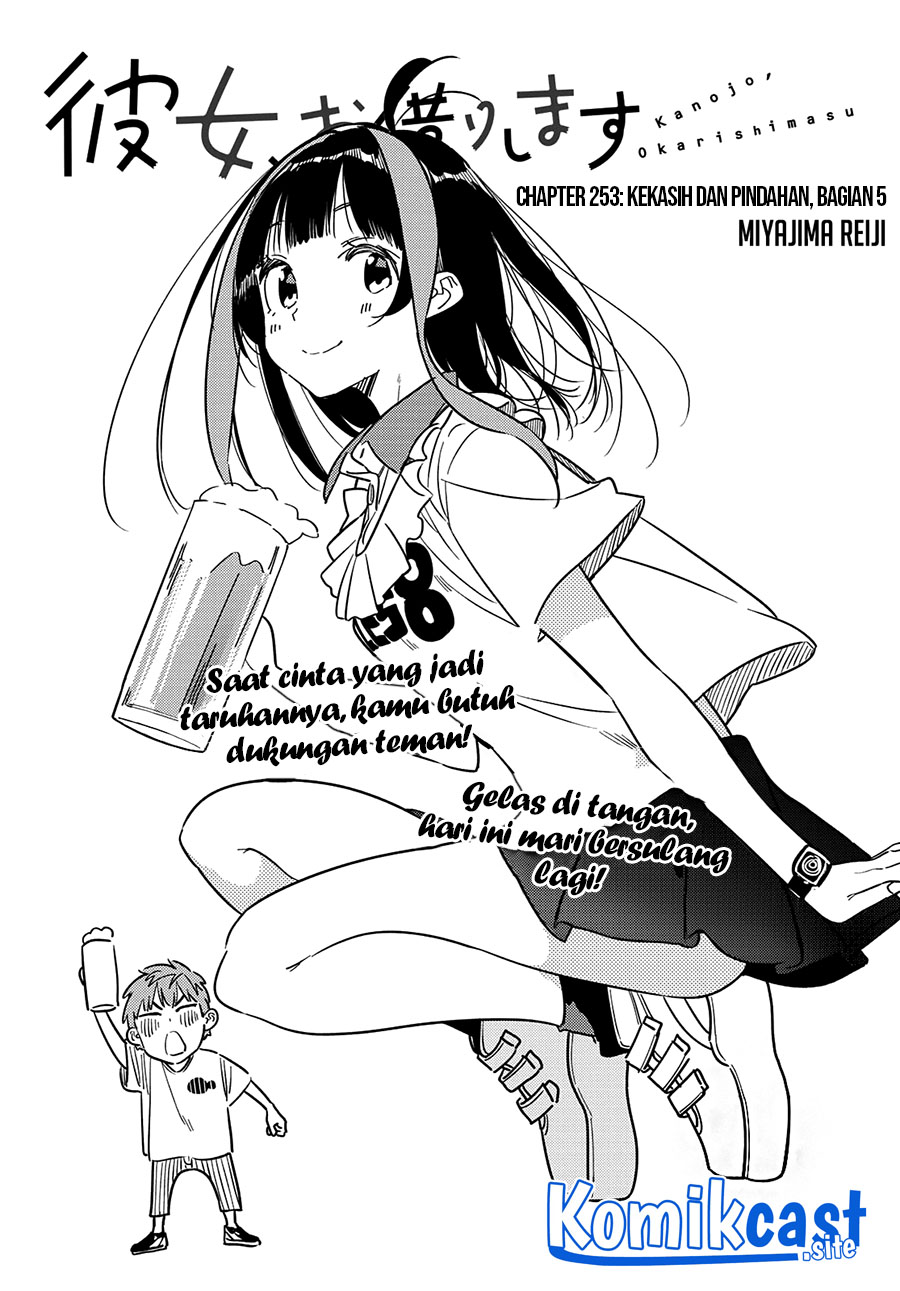 彼女、お借りします
Kanojo,
Okarishimasu
CHAPTER 253: KEKASIH DAN PINDAHAN, BAGIAN 5
MIYAJIMA REIJI
Saat cinta yang jadi
taruhannya, kamu butuh
dukungan teman!
Gelas di tangan,
hari ini mari bersulang
lagi!
Komikcast
.site